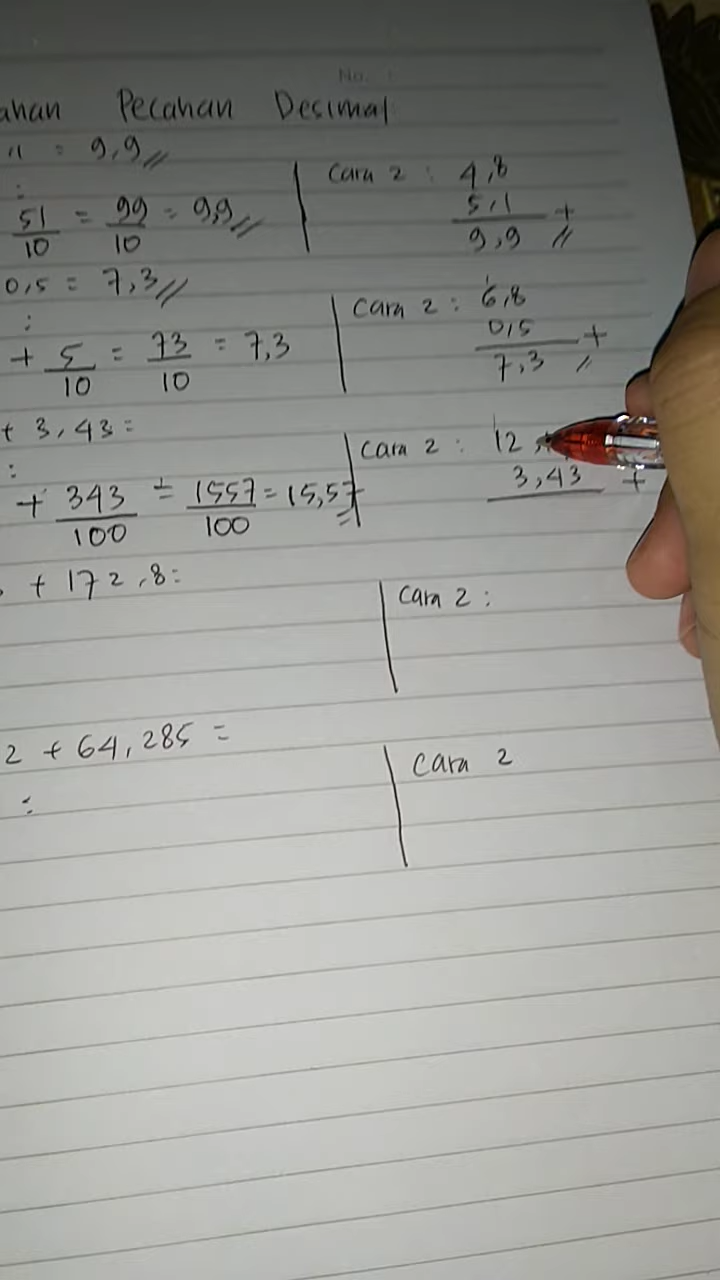 No.
ahan Pecahan Desimal
= 9,9 //
:
51/10 = 99/10 = 9,9 //
Cara 2 : 4,8
5,1 +
9,9 //
0,5 = 7,3 //
:
+ 5/10 = 73/10 = 7,3
Cara 2 : 6,8
0,5 +
7,3 //
+ 3,43 =
:
+ 343/100 = 1557/100 = 15,57
Cara 2 : 12,
3,43 +
+ 172,8 =
Cara 2 :
2 + 64,285 =
:
Cara 2